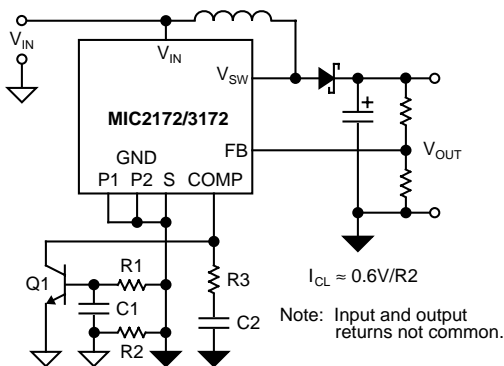 V_IN
V_IN
V_SW
MIC2172/3172
GND
FB
V_OUT
P1 P2 S COMP
Q1
R1
C1
R2
R3
C2
I_CL ≈ 0.6V/R2
Note: Input and output
returns not common.
+